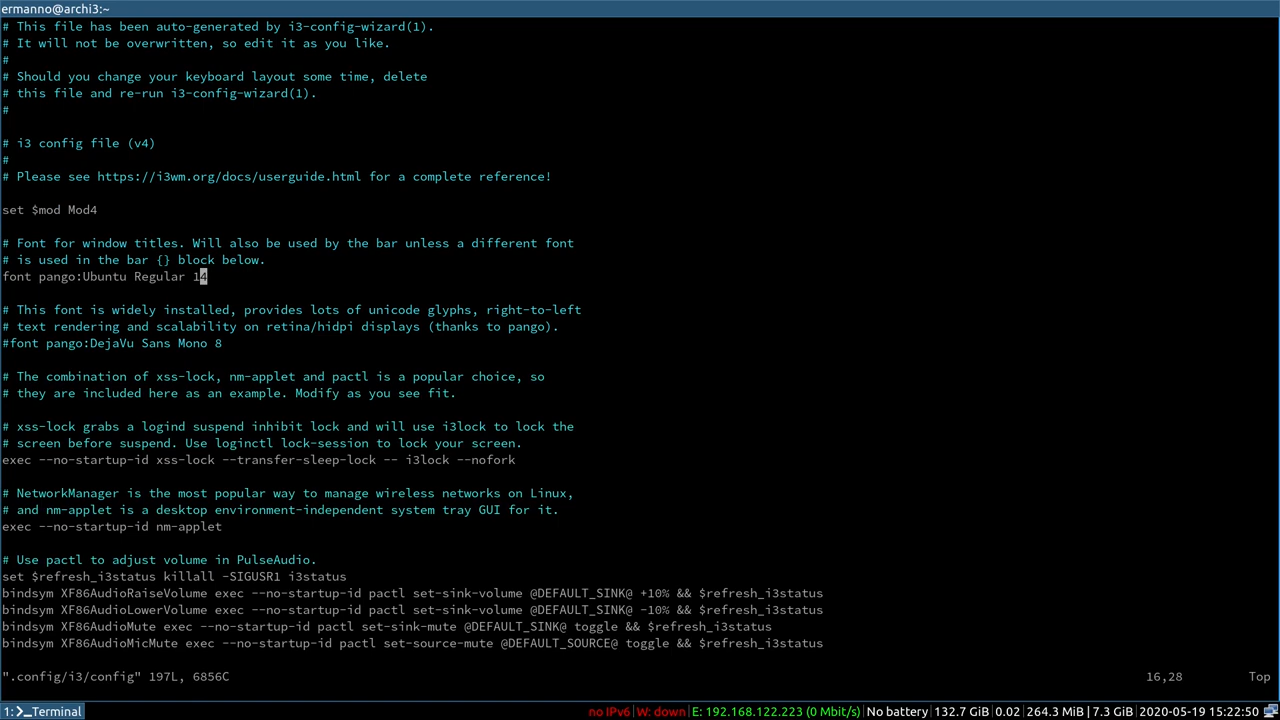 ermanno@archi3:~
# This file has been auto-generated by i3-config-wizard(1).
# It will not be overwritten, so edit it as you like.
#
# Should you change your keyboard layout some time, delete
# this file and re-run i3-config-wizard(1).
#
# i3 config file (v4)
#
# Please see https://i3wm.org/docs/userguide.html for a complete reference!
set $mod Mod4
# Font for window titles. Will also be used by the bar unless a different font
# is used in the bar {} block below.
font pango:Ubuntu Regular 14
# This font is widely installed, provides lots of unicode glyphs, right-to-left
# text rendering and scalability on retina/hidpi displays (thanks to pango).
#font pango:DejaVu Sans Mono 8
# The combination of xss-lock, nm-applet and pactl is a popular choice, so
# they are included here as an example. Modify as you see fit.
# xss-lock grabs a logind suspend inhibit lock and will use i3lock to lock the
# screen before suspend. Use loginctl lock-session to lock your screen.
exec --no-startup-id xss-lock --transfer-sleep-lock -- i3lock --nofork
# NetworkManager is the most popular way to manage wireless networks on Linux,
# and nm-applet is a desktop environment-independent system tray GUI for it.
exec --no-startup-id nm-applet
# Use pactl to adjust volume in PulseAudio.
set $refresh_i3status killall -SIGUSR1 i3status
bindsym XF86AudioRaiseVolume exec --no-startup-id pactl set-sink-volume @DEFAULT_SINK@ +10% && $refresh_i3status
bindsym XF86AudioLowerVolume exec --no-startup-id pactl set-sink-volume @DEFAULT_SINK@ -10% && $refresh_i3status
bindsym XF86AudioMute exec --no-startup-id pactl set-sink-mute @DEFAULT_SINK@ toggle && $refresh_i3status
bindsym XF86AudioMicMute exec --no-startup-id pactl set-source-mute @DEFAULT_SOURCE@ toggle && $refresh_i3status
".config/i3/config" 197L, 6856C 16,28 Top
1: Terminal no IPv6| W: down| E: 192.168.122.223 (0 Mbit/s)| No battery| 132.7 GiB| 0.02 | 264.3 MiB | 7.3 GiB| 2020-05-19 15:22:50